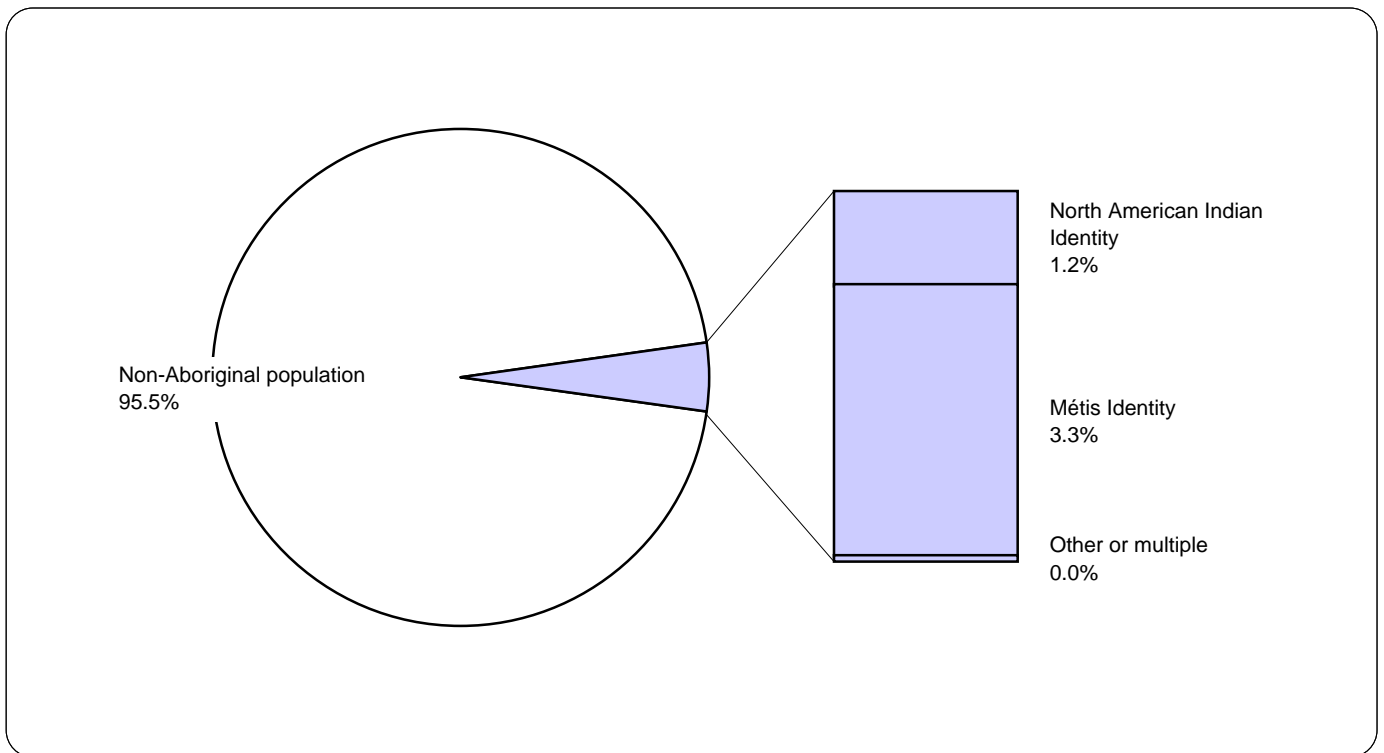 Non-Aboriginal population
95.5%
North American Indian
Identity
1.2%
Métis Identity
3.3%
Other or multiple
0.0%